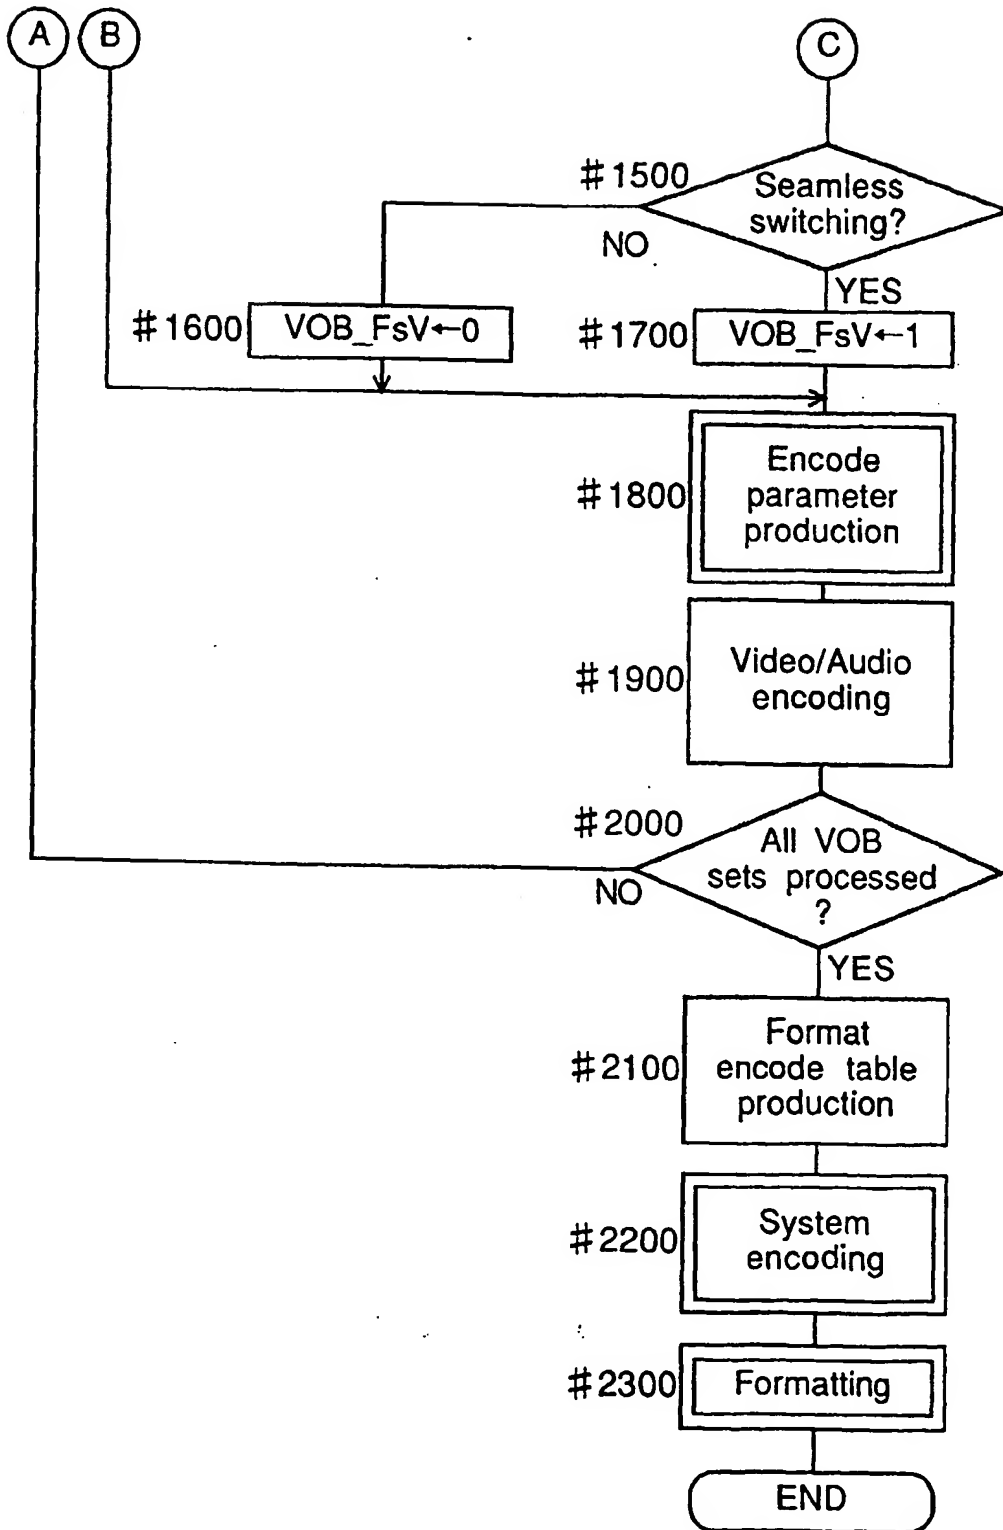 A
B
C
#1500
Seamless
switching?
NO
YES
#1600
VOB_FsV←0
#1700
VOB_FsV←1
#1800
Encode
parameter
production
#1900
Video/Audio
encoding
#2000
All VOB
sets processed
?
NO
YES
#2100
Format
encode table
production
#2200
System
encoding
#2300
Formatting
END